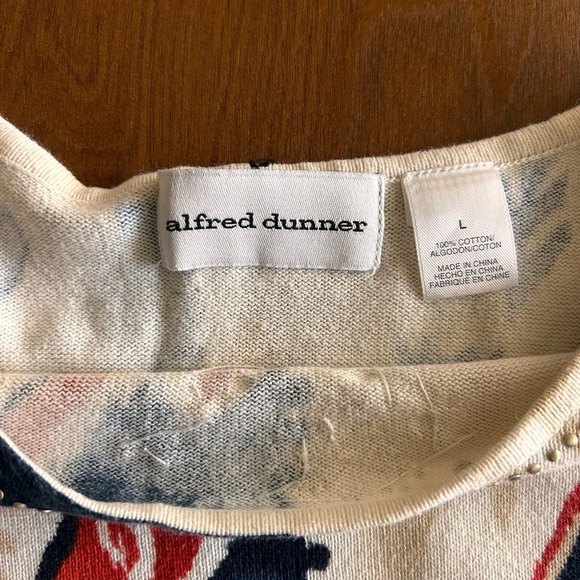 alfred dunner
L
100% COTTON/
ALGODON/COTON
MADE IN CHINA
HECHO EN CHINA
FABRIQUE EN CHINE